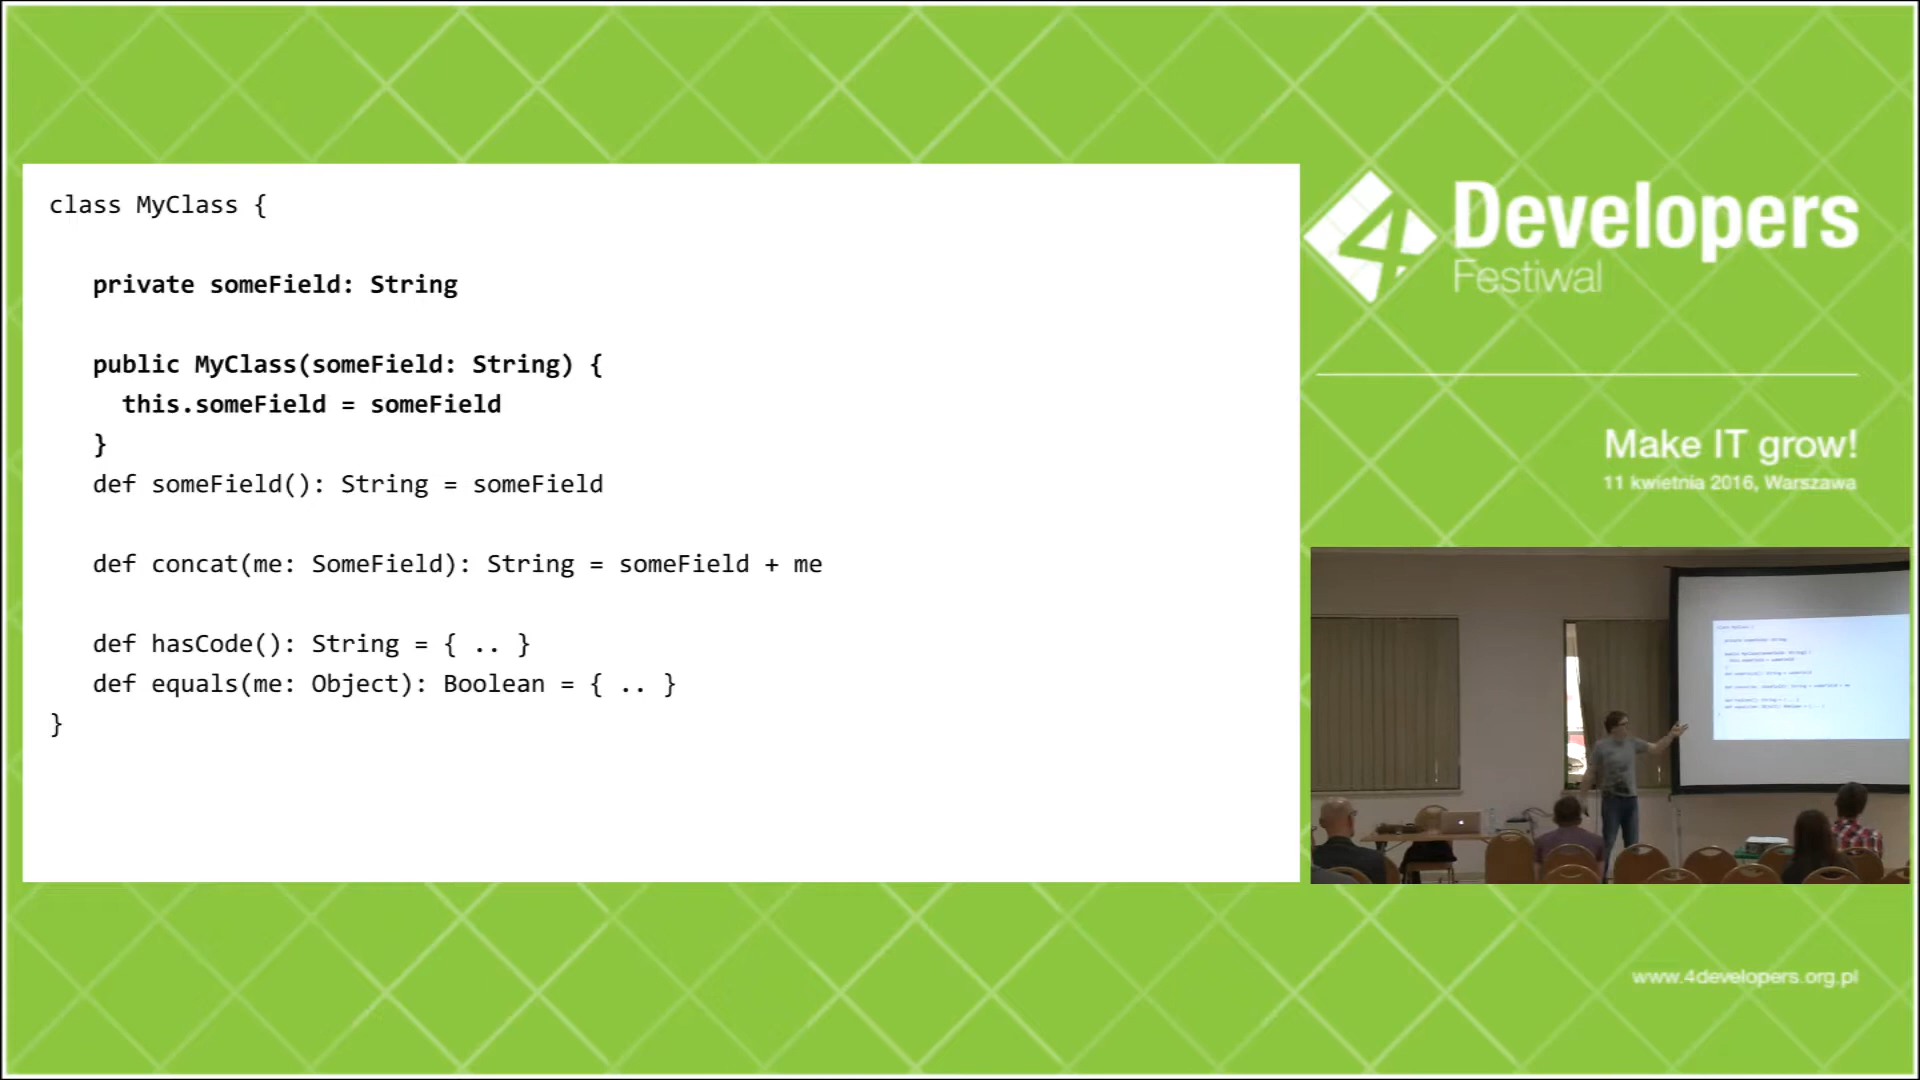 class MyClass {
private someField: String
public MyClass(someField: String) {
this.someField = someField
}
def someField(): String = someField
def concat(me: SomeField): String = someField + me
def hasCode(): String = { .. }
def equals(me: Object): Boolean = { .. }
}
4Developers
Festiwal
Make IT grow!
11 kwietnia 2016, Warszawa
www.4developers.org.pl